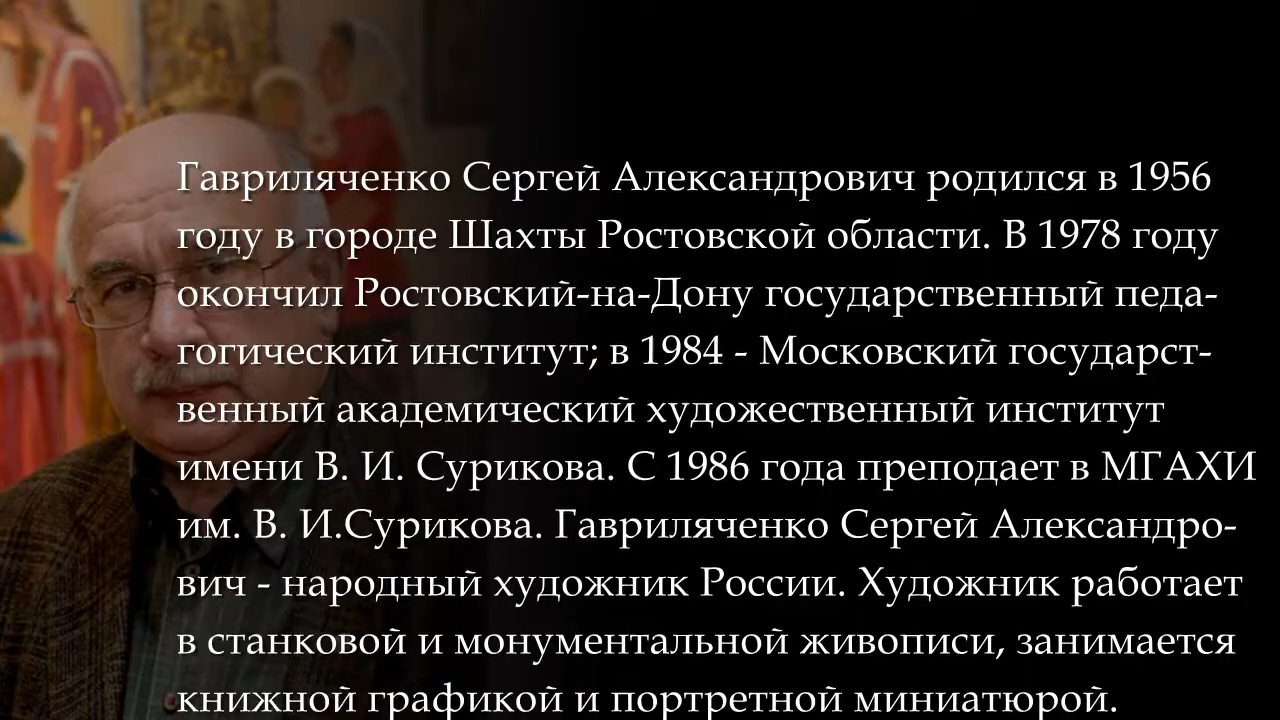 Гавриляченко Сергей Александрович родился в 1956
году в городе Шахты Ростовской области. В 1978 году
окончил Ростовский-на-Дону государственный педа-
гогический институт; в 1984 - Московский государст-
венный академический художественный институт
имени В. И. Сурикова. С 1986 года преподает в МГАХИ
им. В. И.Сурикова. Гавриляченко Сергей Александро-
вич - народный художник России. Художник работает
в станковой и монументальной живописи, занимается
книжной графикой и портретной миниатюрой.